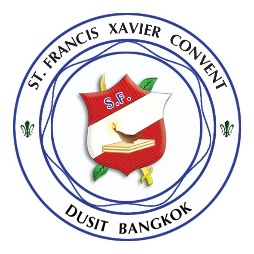 ST. FRANCIS XAVIER CONVENT
S.F.
DUSIT BANGKOK